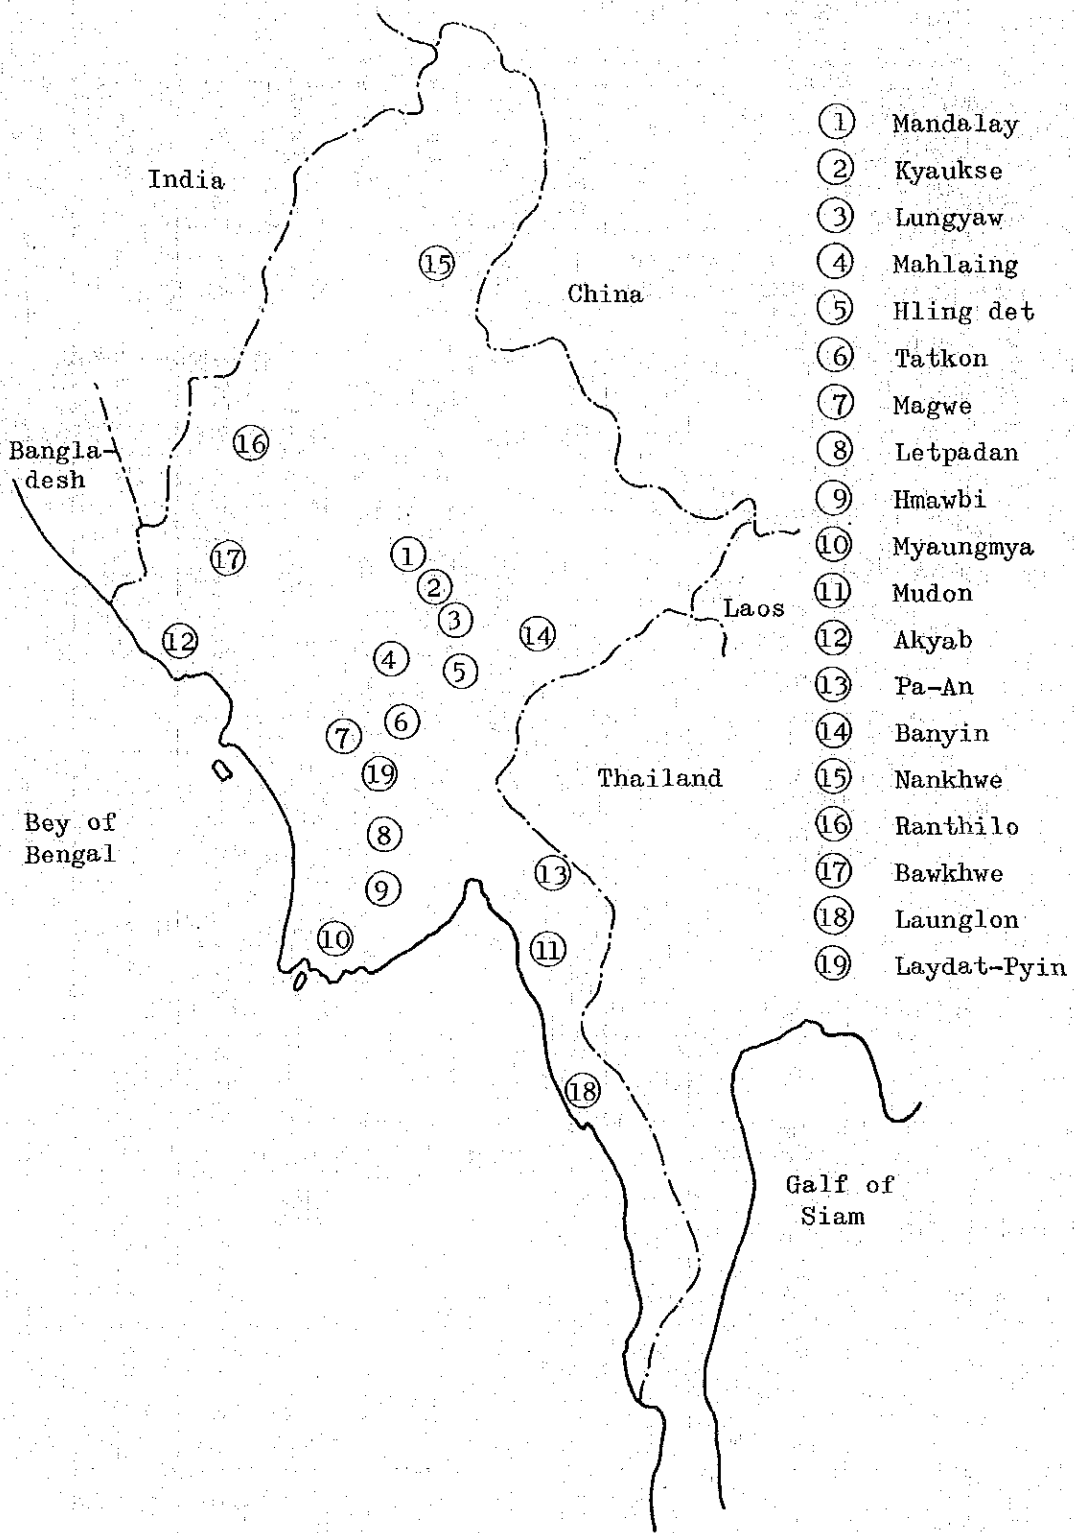 India
China
Bangla-
desh
Laos
Thailand
Bey of
Bengal
Galf of
Siam
⑮
⑯
⑰
①
②
③
⑭
⑫
④
⑤
⑥
⑦
⑲
⑧
⑬
⑨
⑩
⑪
⑱
① Mandalay
② Kyaukse
③ Lungyaw
④ Mahlaing
⑤ Hling det
⑥ Tatkon
⑦ Magwe
⑧ Letpadan
⑨ Hmawbi
⑩ Myaungmya
⑪ Mudon
⑫ Akyab
⑬ Pa-An
⑭ Banyin
⑮ Nankhwe
⑯ Ranthilo
⑰ Bawkhwe
⑱ Launglon
⑲ Laydat-Pyin